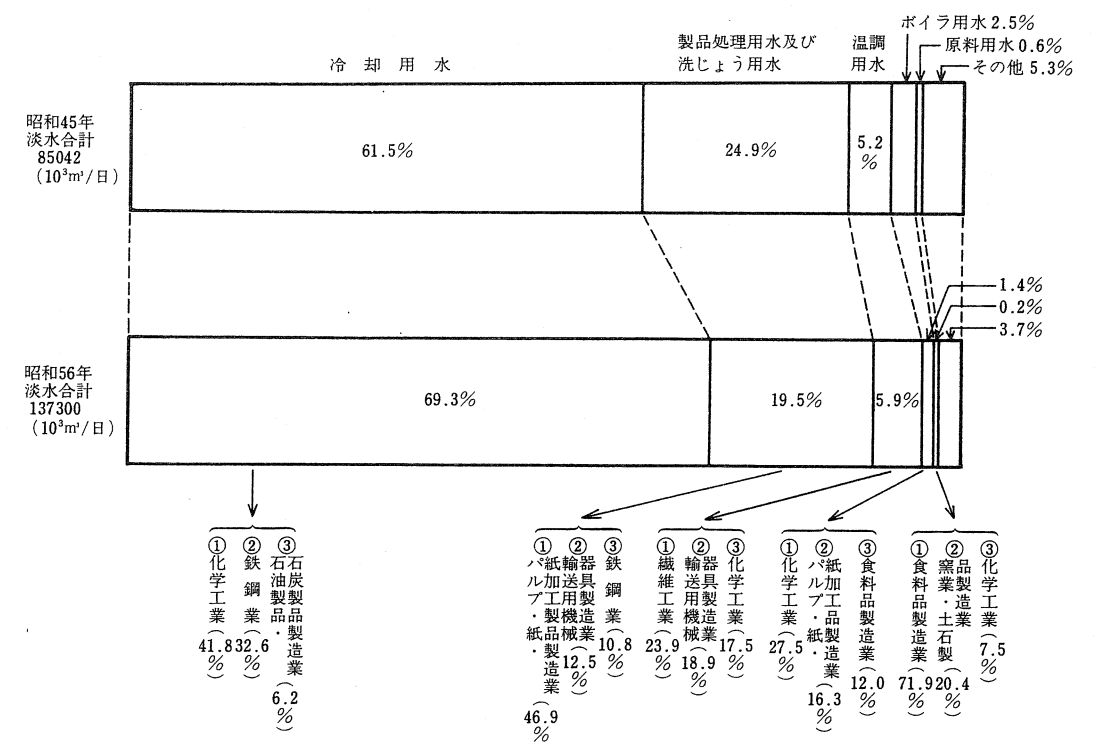 ボイラ用水2.5%
原料用水0.6%
その他5.3%
冷却用水
製品処理用水及び
洗じょう用水
温調
用水
昭和45年
淡水合計
85042
(10³m³/日)
61.5%
24.9%
5.2
%
1.4%
0.2%
3.7%
昭和56年
淡水合計
137300
(10³m³/日)
69.3%
19.5%
5.9%
①化学工業(41.8%)
②鉄鋼業(32.6%)
③石油製品・
石炭製品製造業(6.2%)
①パルプ・紙・
紙加工製品製造業(46.9%
②輸送用機械
器具製造業(12.5%)
③鉄鋼業(10.8%)
①繊維工業(23.9%)
②輸送用機械
器具製造業(18.9%)
③化学工業(17.5%)
①化学工業(27.5%)
②パルプ・紙・
紙加工品製造業(16.3%)
③食料品製造業(12.0%)
①食料品製造業(71.9%)
②窯業・土石製
品製造業(20.4%)
③化学工業(7.5%)